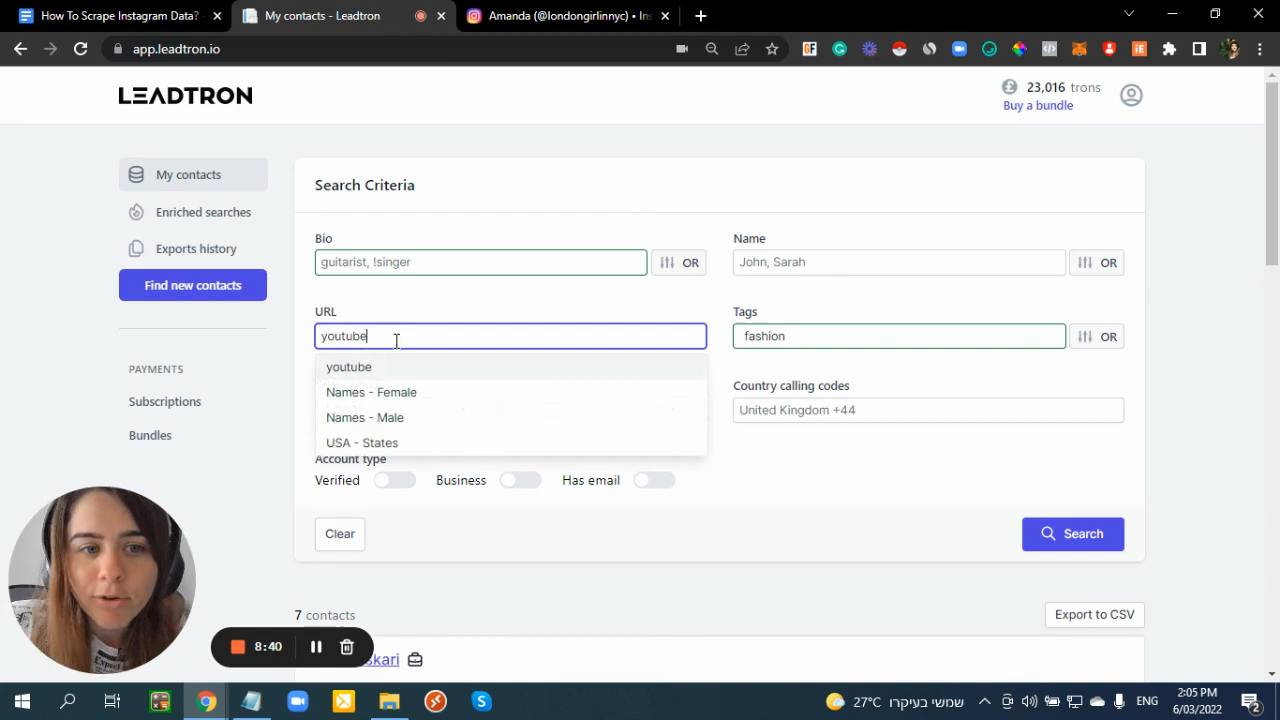 How To Scrape Instagram Data?
My contacts - Leadtron
Amanda (@londongirlinnyc) • Ins
app.leadtron.io
GF
IE
LEADTRON
23,016 trons
Buy a bundle
My contacts
Enriched searches
Exports history
Find new contacts
PAYMENTS
Subscriptions
Bundles
Search Criteria
Bio
guitarist, !singer
OR
Name
John, Sarah
OR
URL
youtube
youtube
Names - Female
Names - Male
USA - States
Tags
fashion
OR
Country calling codes
United Kingdom +44
Account type
Verified
Business
Has email
Clear
Search
7 contacts
Export to CSV
skari
8:40
27°C שמשי בעיקרו
ENG
2:05 PM
6/03/2022
2